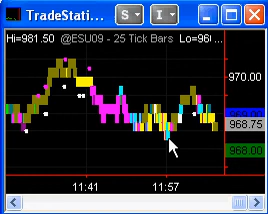 TradeStati... S I
Hi=981.50 @ESU09 - 25 Tick Bars Lo=96( ...
970.00
968.75
968.00
11:41 11:57